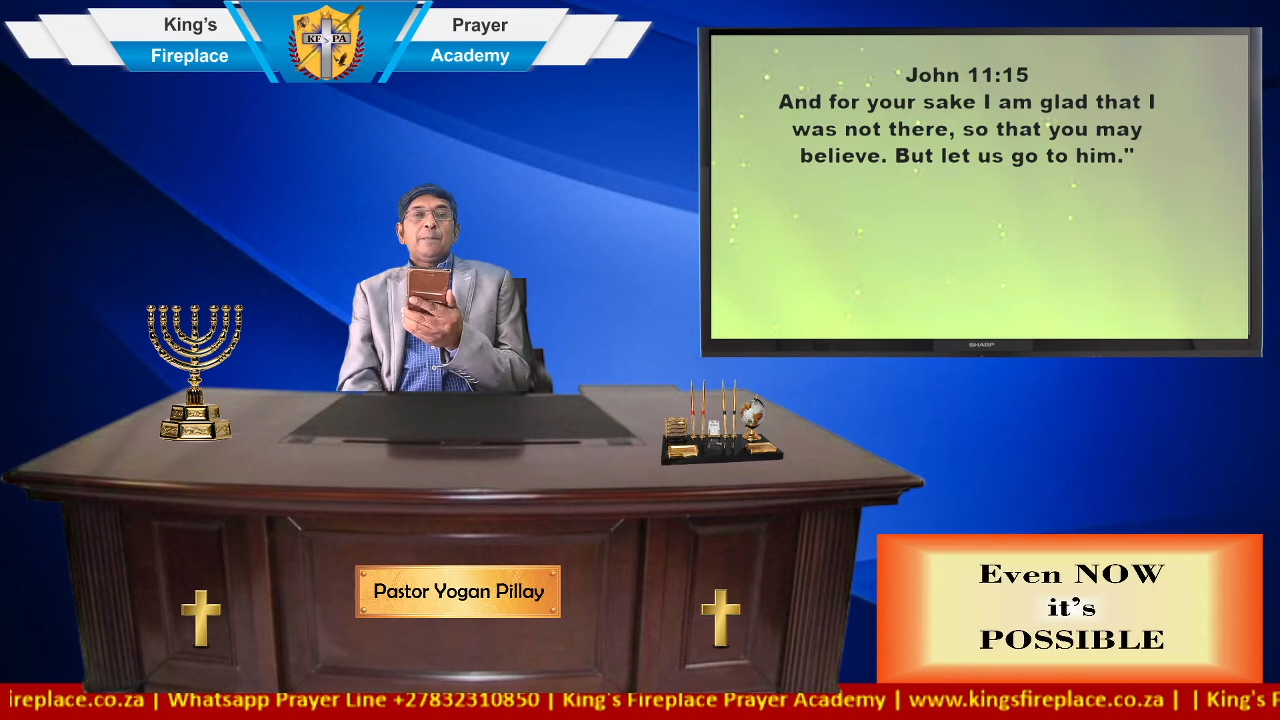 King's
Fireplace
KF PA
Prayer
Academy
John 11:15
And for your sake I am glad that I
was not there, so that you may
believe. But let us go to him."
SHARP
Pastor Yogan Pillay
Even NOW
it's
POSSIBLE
ireplace.co.za | Whatsapp Prayer Line +27832310850 | King's Fireplace Prayer Academy | www.kingsfireplace.co.za | | King's F